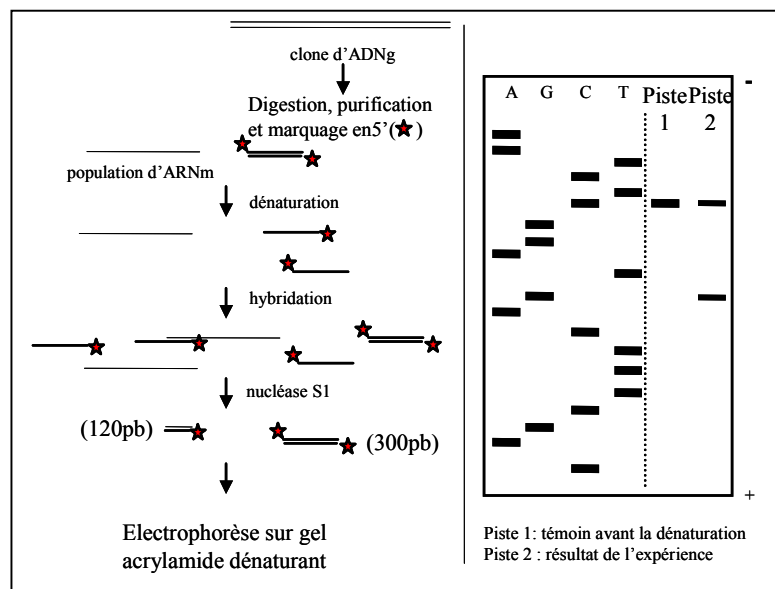 clone d'ADNg
Digestion, purification
et marquage en5'( )
population d'ARNm
dénaturation
hybridation
nucléase S1
(120pb)
(300pb)
Electrophorèse sur gel
acrylamide dénaturant
A G C T Piste Piste
1 2
-
+
Piste 1: témoin avant la dénaturation
Piste 2 : résultat de l'expérience